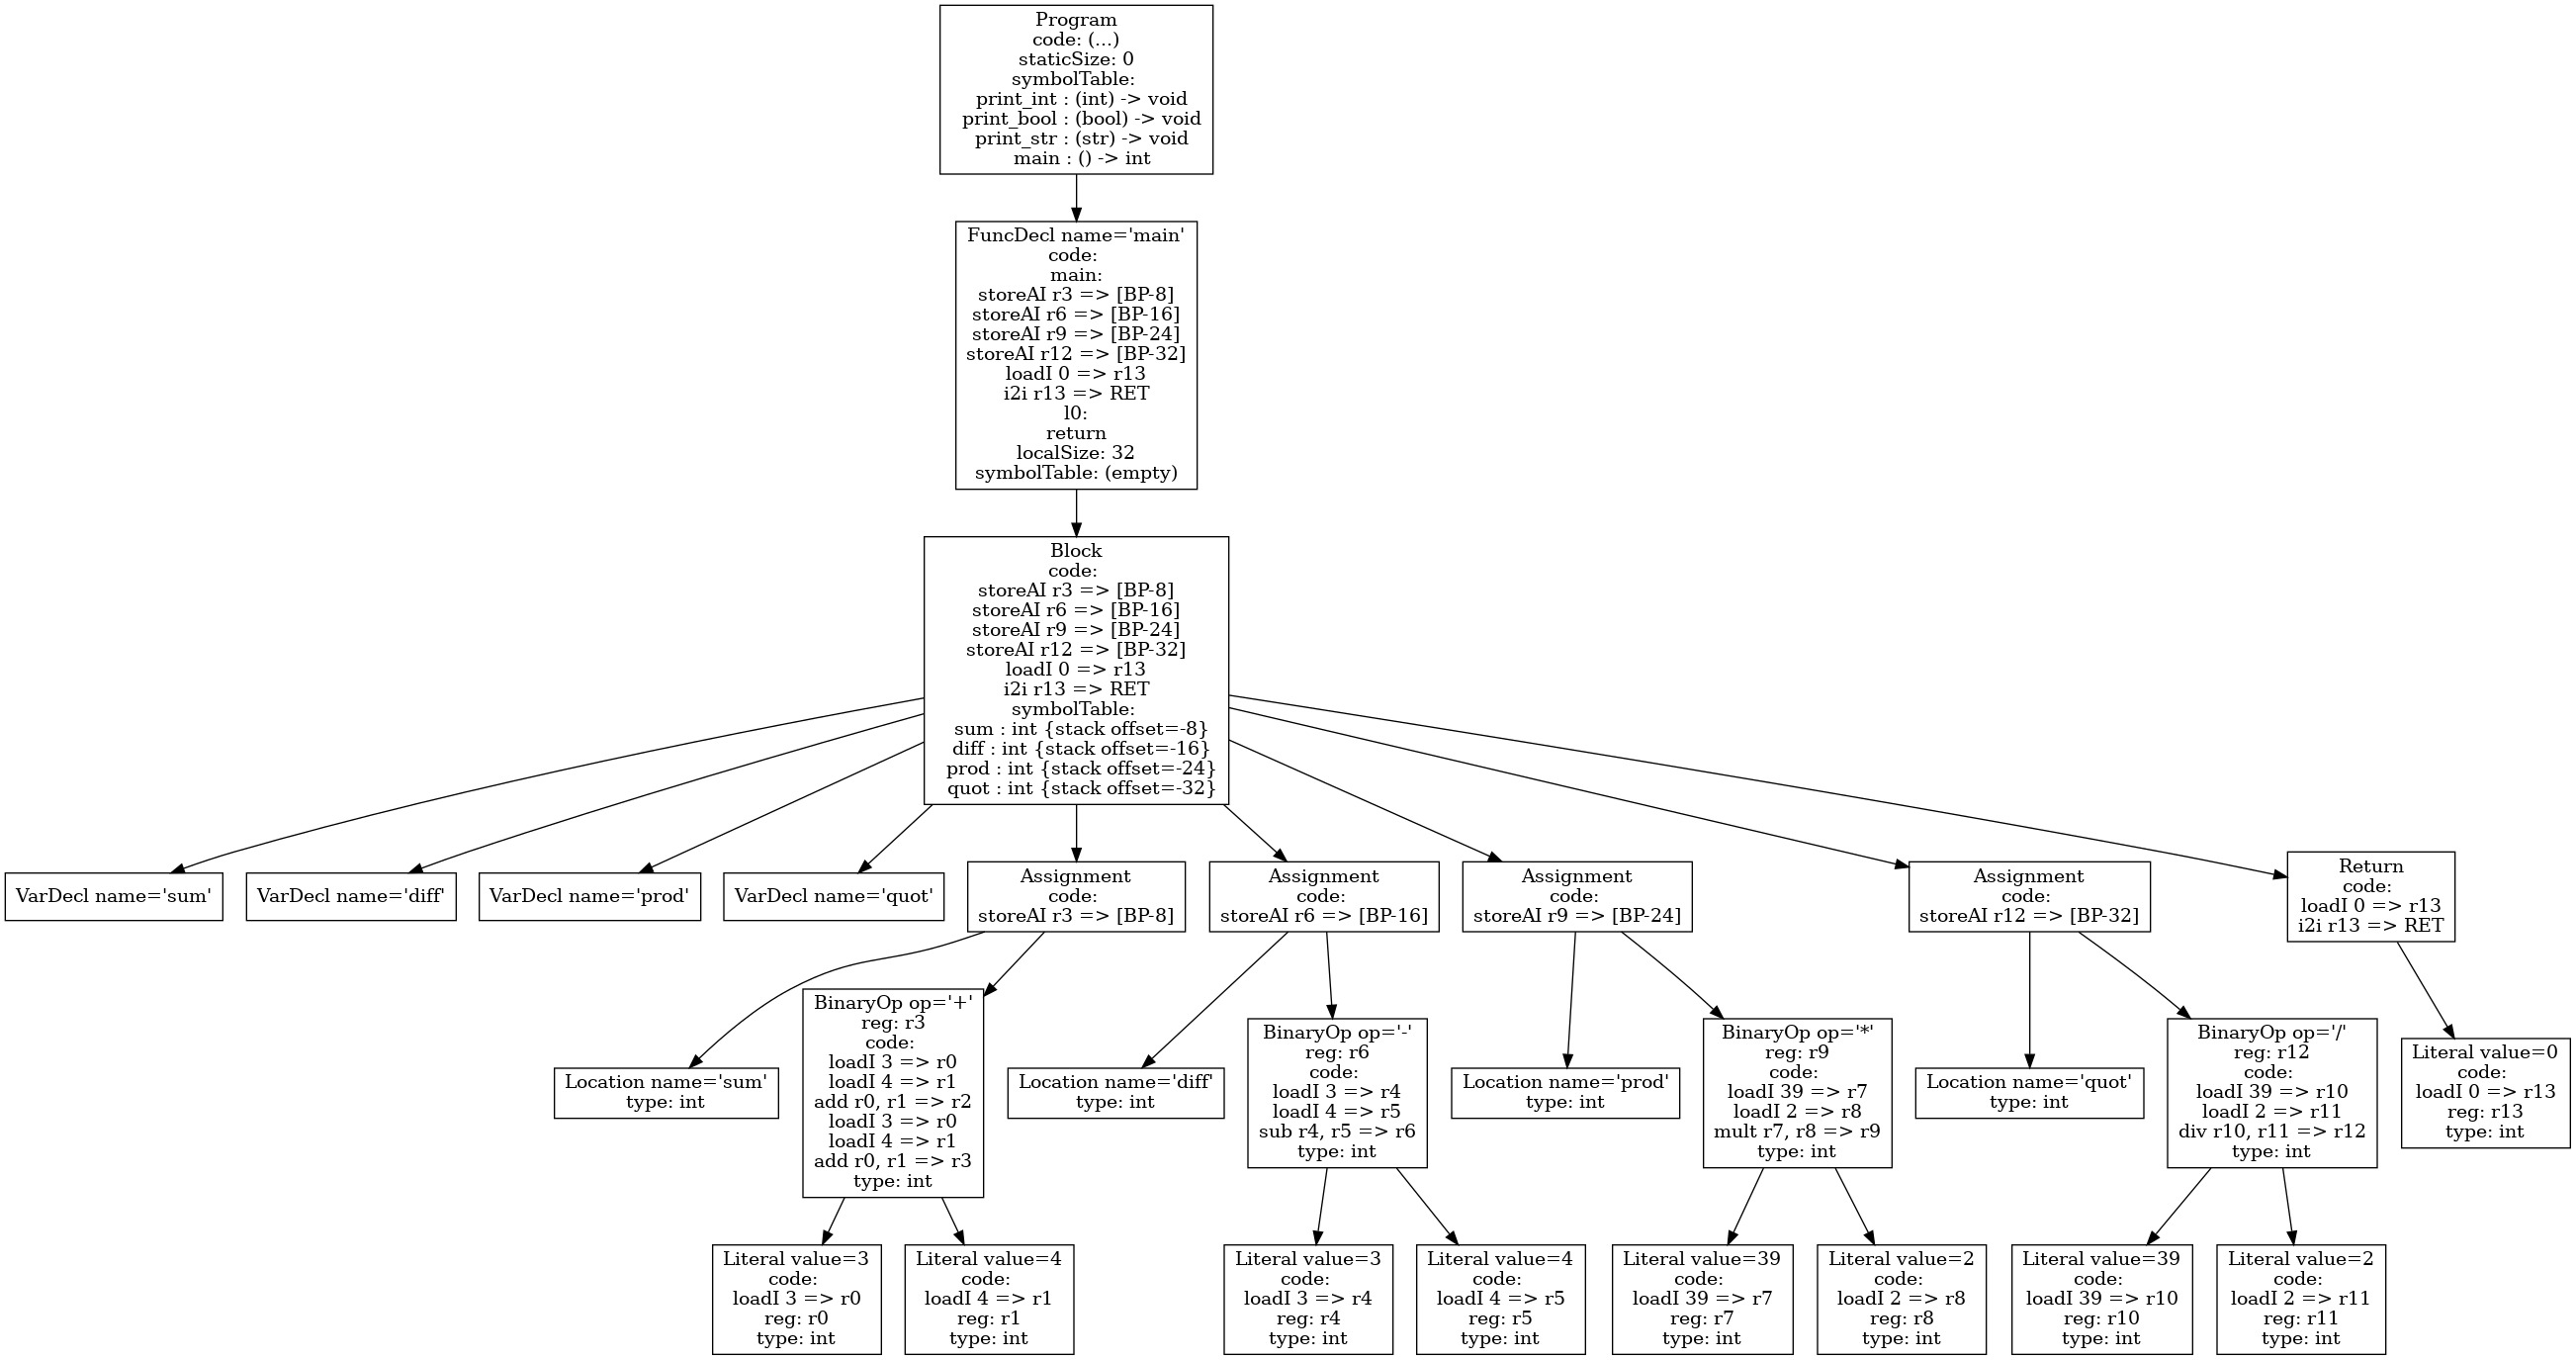 Program
code: (...)
staticSize: 0
symbolTable:
print_int : (int) -> void
print_bool : (bool) -> void
print_str : (str) -> void
main : () -> int
FuncDecl name='main'
code:
main:
storeAI r3 => [BP-8]
storeAI r6 => [BP-16]
storeAI r9 => [BP-24]
storeAI r12 => [BP-32]
loadI 0 => r13
i2i r13 => RET
l0:
return
localSize: 32
symbolTable: (empty)
Block
code:
storeAI r3 => [BP-8]
storeAI r6 => [BP-16]
storeAI r9 => [BP-24]
storeAI r12 => [BP-32]
loadI 0 => r13
i2i r13 => RET
symbolTable:
sum : int {stack offset=-8}
diff : int {stack offset=-16}
prod : int {stack offset=-24}
quot : int {stack offset=-32}
VarDecl name='sum'
VarDecl name='diff'
VarDecl name='prod'
VarDecl name='quot'
Assignment
code:
storeAI r3 => [BP-8]
Assignment
code:
storeAI r6 => [BP-16]
Assignment
code:
storeAI r9 => [BP-24]
Assignment
code:
storeAI r12 => [BP-32]
Return
code:
loadI 0 => r13
i2i r13 => RET
Location name='sum'
type: int
BinaryOp op='+'
reg: r3
code:
loadI 3 => r0
loadI 4 => r1
add r0, r1 => r2
loadI 3 => r0
loadI 4 => r1
add r0, r1 => r3
type: int
Location name='diff'
type: int
BinaryOp op='-'
reg: r6
code:
loadI 3 => r4
loadI 4 => r5
sub r4, r5 => r6
type: int
Location name='prod'
type: int
BinaryOp op='*'
reg: r9
code:
loadI 39 => r7
loadI 2 => r8
mult r7, r8 => r9
type: int
Location name='quot'
type: int
BinaryOp op='/'
reg: r12
code:
loadI 39 => r10
loadI 2 => r11
div r10, r11 => r12
type: int
Literal value=0
code:
loadI 0 => r13
reg: r13
type: int
Literal value=3
code:
loadI 3 => r0
reg: r0
type: int
Literal value=4
code:
loadI 4 => r1
reg: r1
type: int
Literal value=3
code:
loadI 3 => r4
reg: r4
type: int
Literal value=4
code:
loadI 4 => r5
reg: r5
type: int
Literal value=39
code:
loadI 39 => r7
reg: r7
type: int
Literal value=2
code:
loadI 2 => r8
reg: r8
type: int
Literal value=39
code:
loadI 39 => r10
reg: r10
type: int
Literal value=2
code:
loadI 2 => r11
reg: r11
type: int